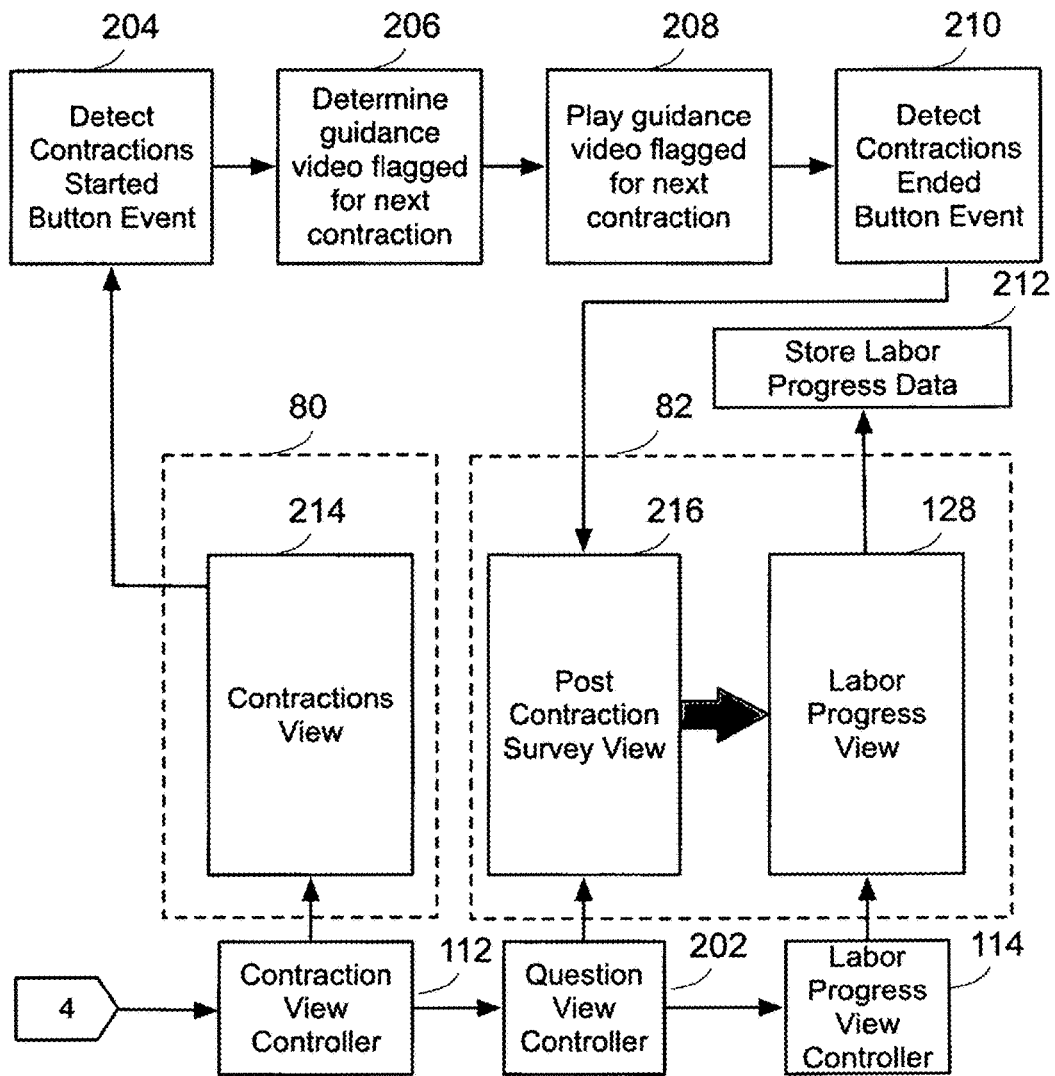 204
206
208
210
Detect
Contractions
Started
Button Event
Determine
guidance
video flagged
for next
contraction
Play guidance
video flagged
for next
contraction
Detect
Contractions
Ended
Button Event
212
Store Labor
Progress Data
80
82
214
216
128
Contractions
View
Post
Contraction
Survey View
Labor
Progress
View
112
202
114
4
Contraction
View
Controller
Question
View
Controller
Labor
Progress
View
Controller